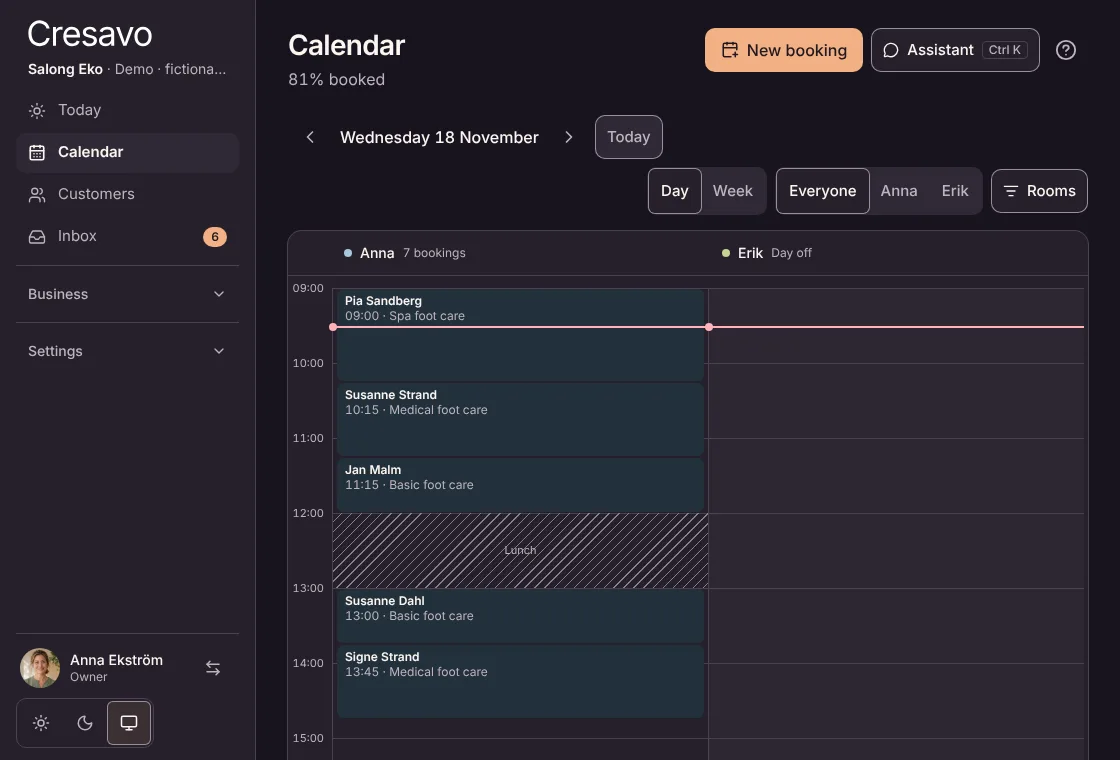 Cresavo
Salong Eko · Demo · fictiona...
Today
Calendar
Customers
Inbox 6
Business
Settings
Anna Ekström
Owner
Calendar
81% booked
New booking
Assistant Ctrl K
Wednesday 18 November
Today
Day Week
Everyone Anna Erik
Rooms
Anna 7 bookings
Erik Day off
09:00
Pia Sandberg
09:00 · Spa foot care
10:00
Susanne Strand
10:15 · Medical foot care
11:00
Jan Malm
11:15 · Basic foot care
12:00
Lunch
13:00
Susanne Dahl
13:00 · Basic foot care
Signe Strand
14:00
13:45 · Medical foot care
15:00